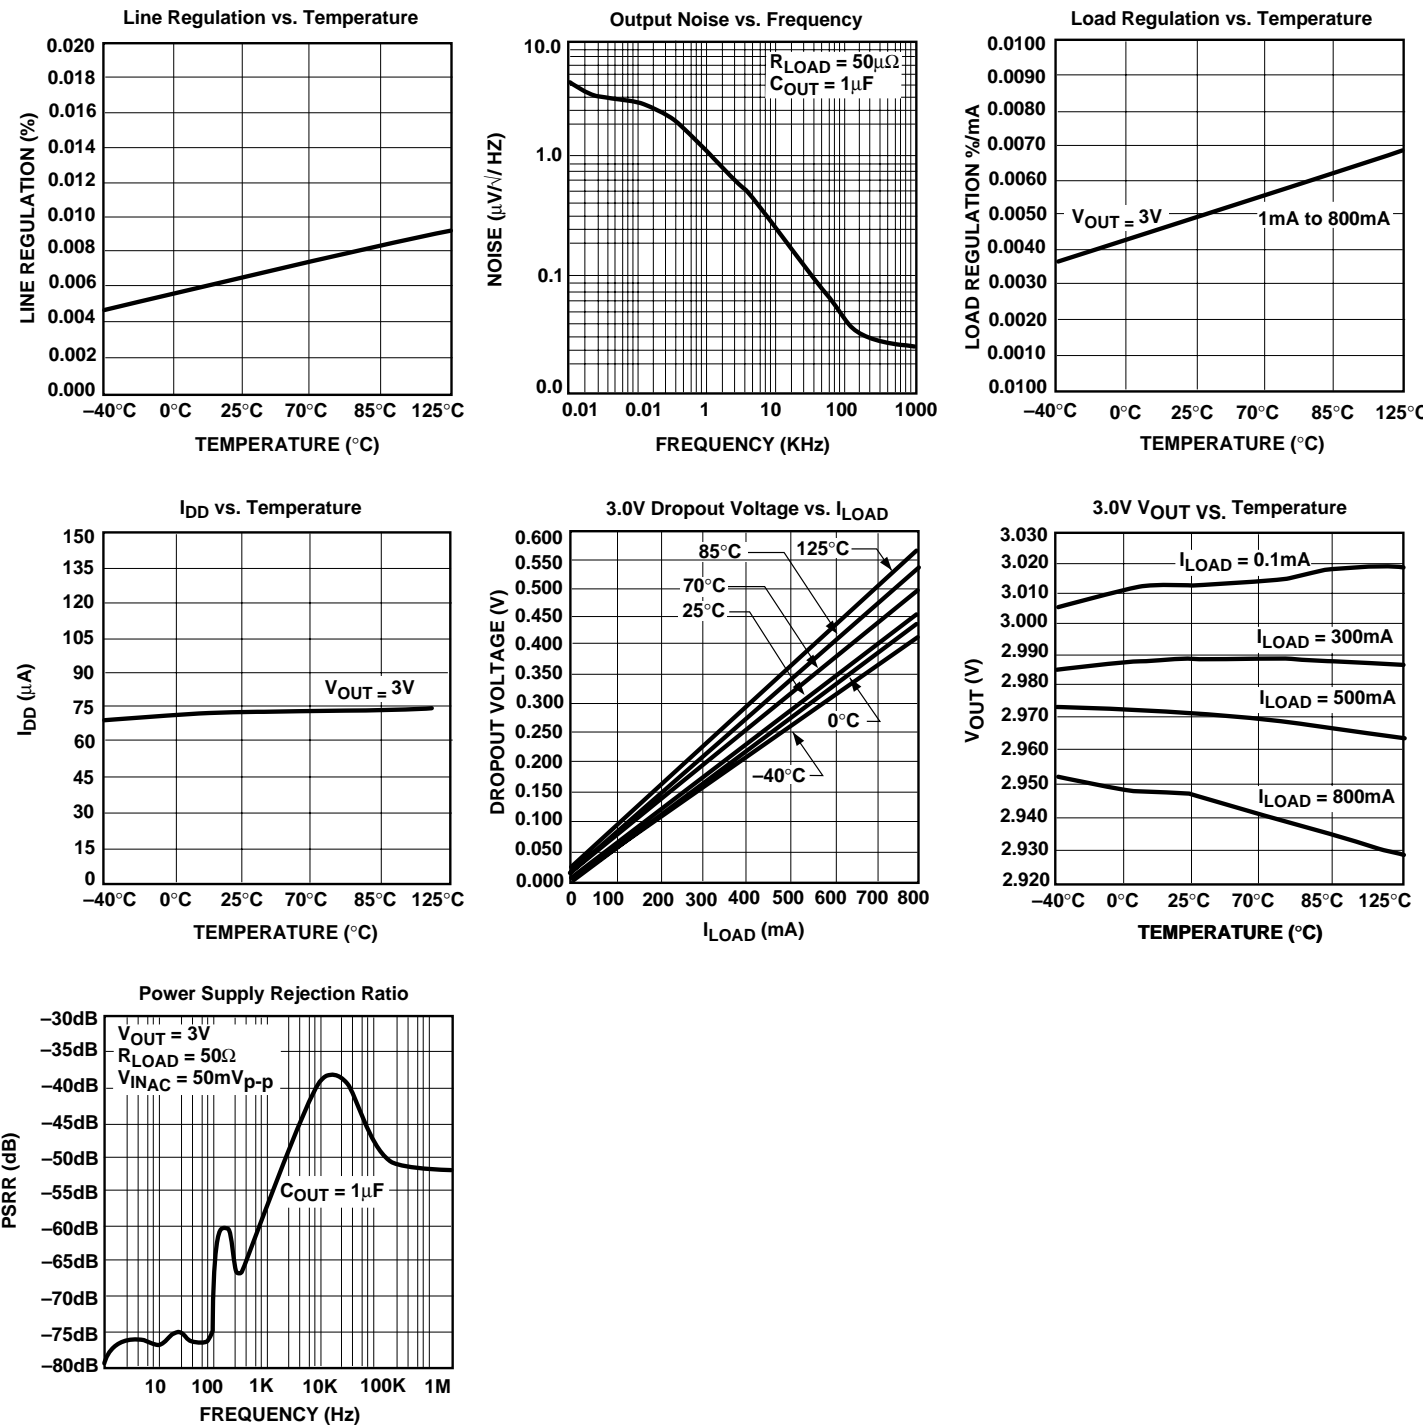 Line Regulation vs. Temperature
LINE REGULATION (%)
0.020
0.018
0.016
0.014
0.012
0.010
0.008
0.006
0.004
0.002
0.000
–40°C 0°C 25°C 70°C 85°C 125°C
TEMPERATURE (°C)
Output Noise vs. Frequency
NOISE (μV/√/ HZ)
10.0
1.0
0.1
0.0
RLOAD = 50μΩ
COUT = 1μF
0.01 0.01 1 10 100 1000
FREQUENCY (KHz)
Load Regulation vs. Temperature
LOAD REGULATION %/mA
0.0100
0.0090
0.0080
0.0070
0.0060
0.0050
0.0040
0.0030
0.0020
0.0010
0.0100
VOUT = 3V
1mA to 800mA
–40°C 0°C 25°C 70°C 85°C 125°C
TEMPERATURE (°C)
IDD vs. Temperature
IDD (μA)
150
135
120
105
90
75
60
45
30
15
0
VOUT = 3V
–40°C 0°C 25°C 70°C 85°C 125°C
TEMPERATURE (°C)
3.0V Dropout Voltage vs. ILOAD
DROPOUT VOLTAGE (V)
0.600
0.550
0.500
0.450
0.400
0.350
0.300
0.250
0.200
0.150
0.100
0.050
0.000
85°C
125°C
70°C
25°C
0°C
–40°C
0 100 200 300 400 500 600 700 800
ILOAD (mA)
3.0V VOUT VS. Temperature
VOUT (V)
3.030
3.020
3.010
3.000
2.990
2.980
2.970
2.960
2.950
2.940
2.930
2.920
ILOAD = 0.1mA
ILOAD = 300mA
ILOAD = 500mA
ILOAD = 800mA
–40°C 0°C 25°C 70°C 85°C 125°C
TEMPERATURE (°C)
Power Supply Rejection Ratio
PSRR (dB)
–30dB
–35dB
–40dB
–45dB
–50dB
–55dB
–60dB
–65dB
–70dB
–75dB
–80dB
VOUT = 3V
RLOAD = 50Ω
VINAC = 50mVp-p
COUT = 1μF
10 100 1K 10K 100K 1M
FREQUENCY (Hz)